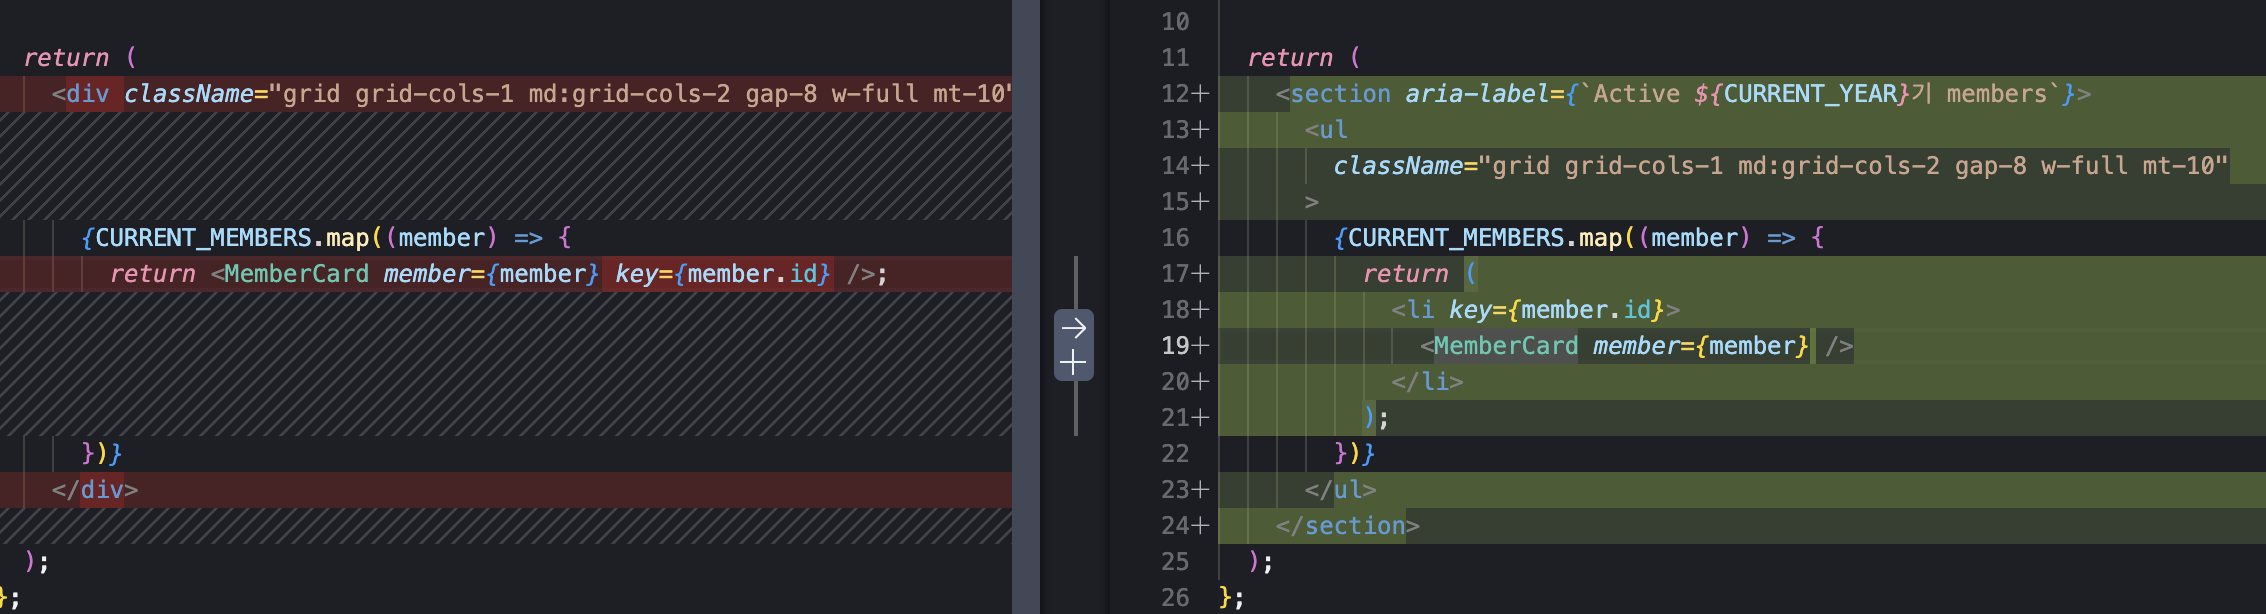 return (
<div className="grid grid-cols-1 md:grid-cols-2 gap-8 w-full mt-10"
{CURRENT_MEMBERS.map((member) => {
return <MemberCard member={member} key={member.id} />;
})}
</div>
);
};
10
11 return (
12+ <section aria-label={`Active ${CURRENT_YEAR}기 members`}>
13+ <ul
14+ className="grid grid-cols-1 md:grid-cols-2 gap-8 w-full mt-10"
15+ >
16 {CURRENT_MEMBERS.map((member) => {
17+ return (
18+ <li key={member.id}>
19+ <MemberCard member={member} />
20+ </li>
21+ );
22 })}
23+ </ul>
24+ </section>
25 );
26 };